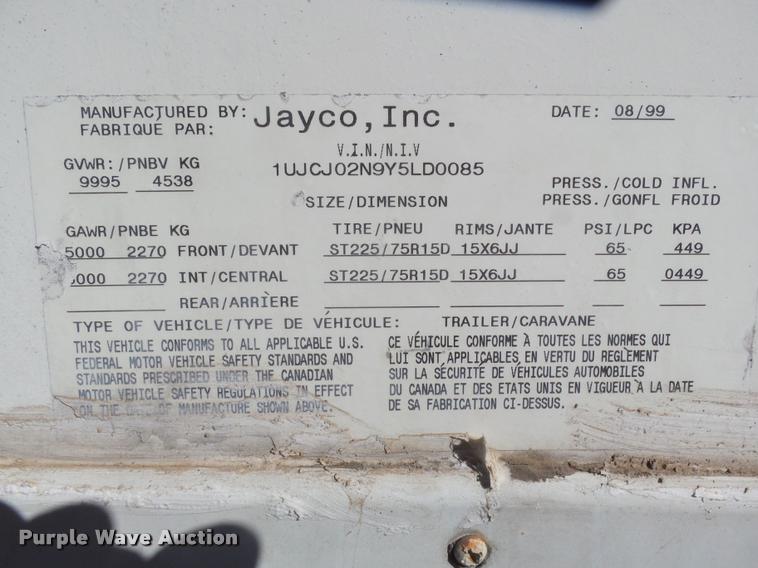 MANUFACTURED BY: Jayco, Inc. DATE: 08/99
FABRIQUE PAR:
V.I.N./N.I.V
GVWR:/PNBV KG 1UJCJ02N9Y5LD0085
9995 4538 PRESS./COLD INFL.
SIZE/DIMENSION PRESS./GONFL FROID
GAWR/PNBE KG TIRE/PNEU RIMS/JANTE PSI/LPC KPA
5000 2270 FRONT/DEVANT ST225/75R15D 15X6JJ 65 449
000 2270 INT/CENTRAL ST225/75R15D 15X6JJ 65 0449
REAR/ARRIÈRE
TYPE OF VEHICLE/TYPE DE VÉHICULE: TRAILER/CARAVANE
THIS VEHICLE CONFORMS TO ALL APPLICABLE U.S.
FEDERAL MOTOR VEHICLE SAFETY STANDARDS AND
STANDARDS PRESCRIBED UNDER THE CANADIAN
MOTOR VEHICLE SAFETY REGULATIONS IN EFFECT
ON THE DATE OF MANUFACTURE SHOWN ABOVE.
CE VÉHICULE CONFORME À TOUTES LES NORMES QUI
LUI SONT APPLICABLES EN VERTU DU REGLEMENT
SUR LA SÉCURITÉ DE VÉHICULES AUTOMOBILES
DU CANADA ET DES ETATS UNIS EN VIGUEUR À LA DATE
DE SA FABRICATION CI-DESSUS.
Purple Wave Auction